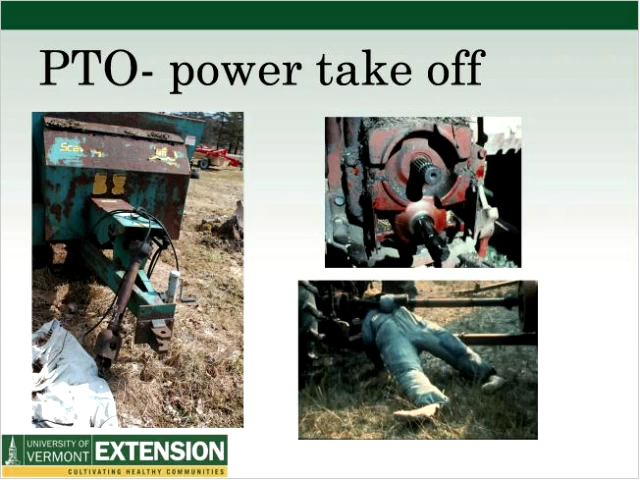 PTO- power take off
UNIVERSITY OF
VERMONT EXTENSION
CULTIVATING HEALTHY COMMUNITIES